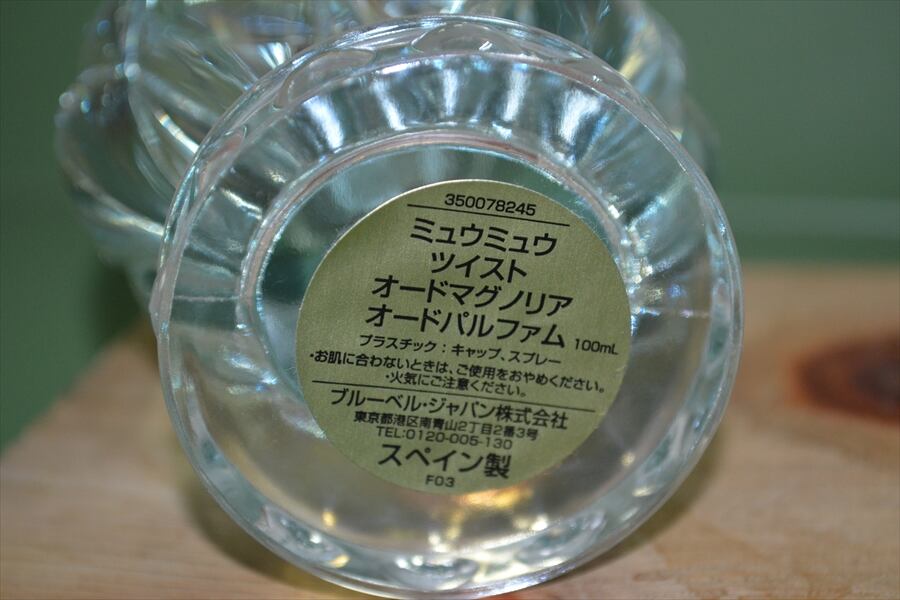 350078245
ミュウミュウ
ツイスト
オードマグノリア
オードパルファム 100mL
プラスチック：キャップ、スプレー
・お肌に合わないときは、ご使用をおやめください。
・火気にご注意ください。
ブルーベル・ジャパン株式会社
東京都港区南青山2丁目2番3号
TEL:0120-005-130
スペイン製
F03